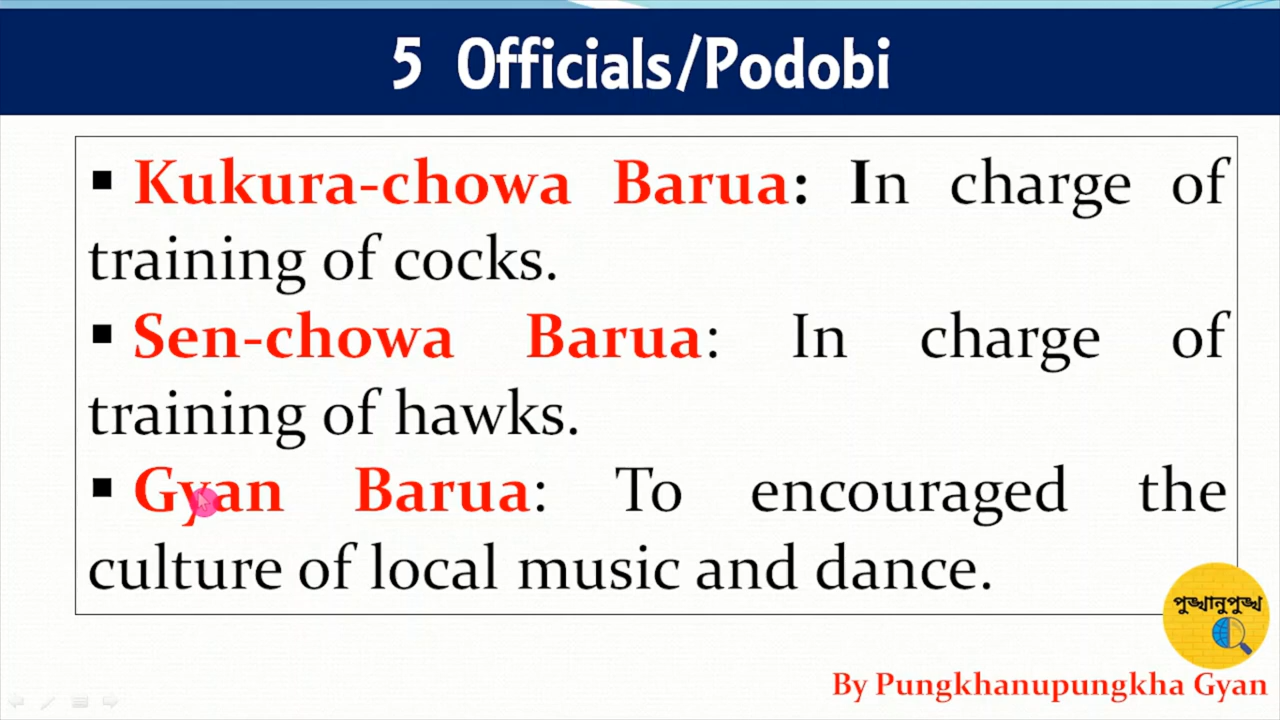 5 Officials/Podobi
▪ Kukura-chowa Barua: In charge of
training of cocks.
▪ Sen-chowa Barua: In charge of
training of hawks.
▪ Gyan Barua: To encouraged the
culture of local music and dance.
পুঙ্খানুপুঙ্খ
By Pungkhanupungkha Gyan